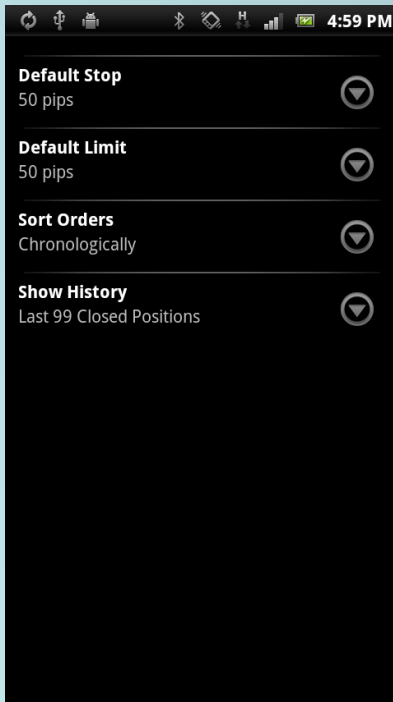 H
4:59 PM
Default Stop
50 pips
Default Limit
50 pips
Sort Orders
Chronologically
Show History
Last 99 Closed Positions